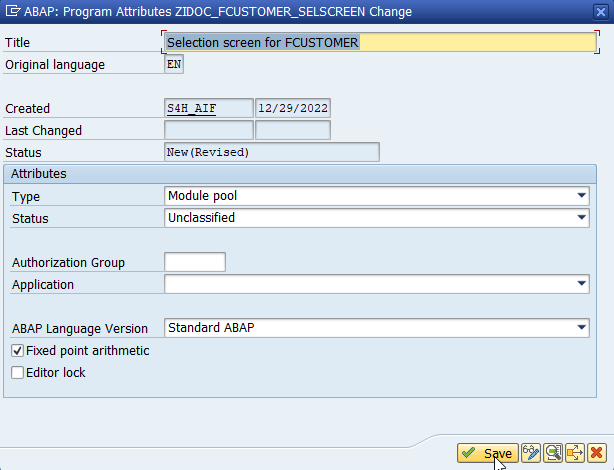 ABAP: Program Attributes ZIDOC_FCUSTOMER_SELSCREEN Change
Title Selection screen for FCUSTOMER
Original language EN
Created S4H_AIF 12/29/2022
Last Changed
Status New(Revised)
Attributes
Type Module pool
Status Unclassified
Authorization Group
Application
ABAP Language Version Standard ABAP
Fixed point arithmetic
Editor lock
Save